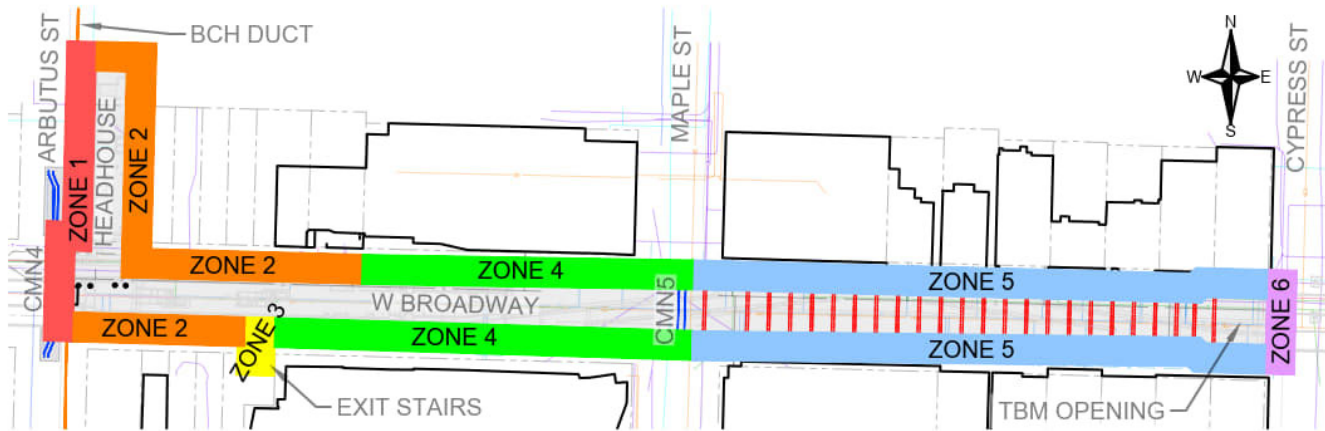 ARBUTUS ST
BCH DUCT
MAPLE ST
N
W
E
S
CYPRESS ST
HEADHOUSE
ZONE 1
ZONE 2
CMN4
ZONE 2
ZONE 4
ZONE 5
W BROADWAY
CMN5
ZONE 6
ZONE 2
ZONE 3
ZONE 4
ZONE 5
EXIT STAIRS
TBM OPENING